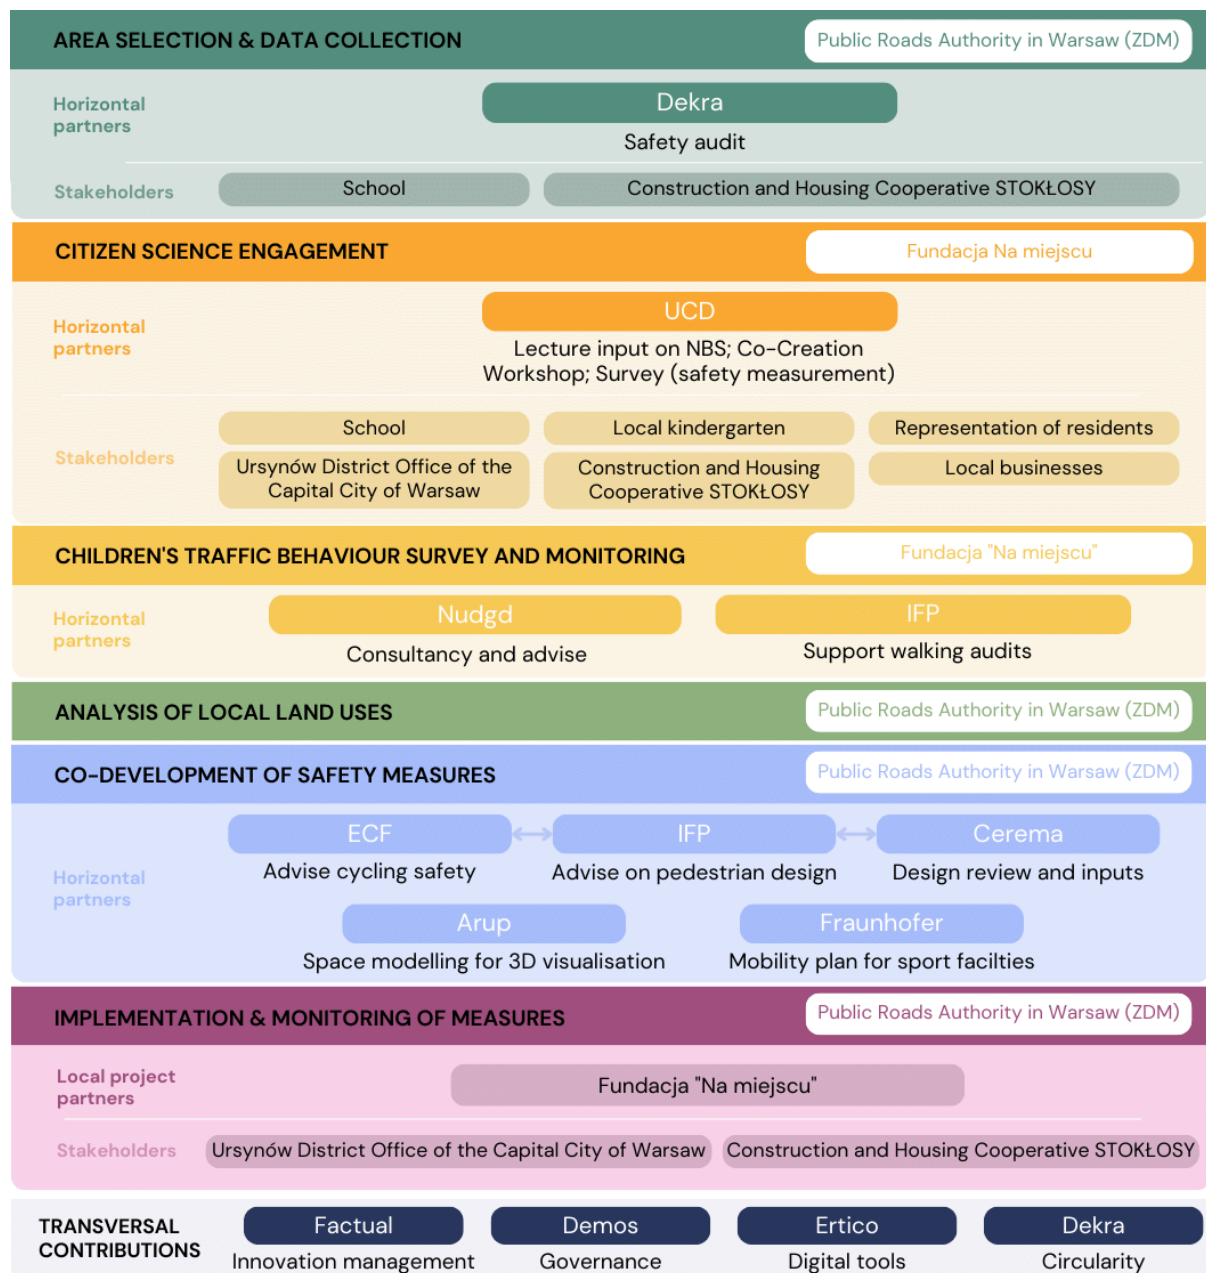 AREA SELECTION & DATA COLLECTION
Public Roads Authority in Warsaw (ZDM)
Horizontal
partners
Dekra
Safety audit
Stakeholders
School
Construction and Housing Cooperative STOKŁOSY
CITIZEN SCIENCE ENGAGEMENT
Fundacja Na miejscu
Horizontal
partners
UCD
Lecture input on NBS; Co-Creation
Workshop; Survey (safety measurement)
Stakeholders
School
Local kindergarten
Representation of residents
Ursynów District Office of the
Capital City of Warsaw
Construction and Housing
Cooperative STOKŁOSY
Local businesses
CHILDREN'S TRAFFIC BEHAVIOUR SURVEY AND MONITORING
Fundacja "Na miejscu"
Horizontal
partners
Nudgd
Consultancy and advise
IFP
Support walking audits
ANALYSIS OF LOCAL LAND USES
Public Roads Authority in Warsaw (ZDM)
CO-DEVELOPMENT OF SAFETY MEASURES
Public Roads Authority in Warsaw (ZDM)
Horizontal
partners
ECF
Advise cycling safety
IFP
Advise on pedestrian design
Cerema
Design review and inputs
Arup
Space modelling for 3D visualisation
Fraunhofer
Mobility plan for sport facilties
IMPLEMENTATION & MONITORING OF MEASURES
Public Roads Authority in Warsaw (ZDM)
Local project
partners
Fundacja "Na miejscu"
Stakeholders
Ursynów District Office of the Capital City of Warsaw
Construction and Housing Cooperative STOKŁOSY
TRANSVERSAL
CONTRIBUTIONS
Factual
Innovation management
Demos
Governance
Ertico
Digital tools
Dekra
Circularity